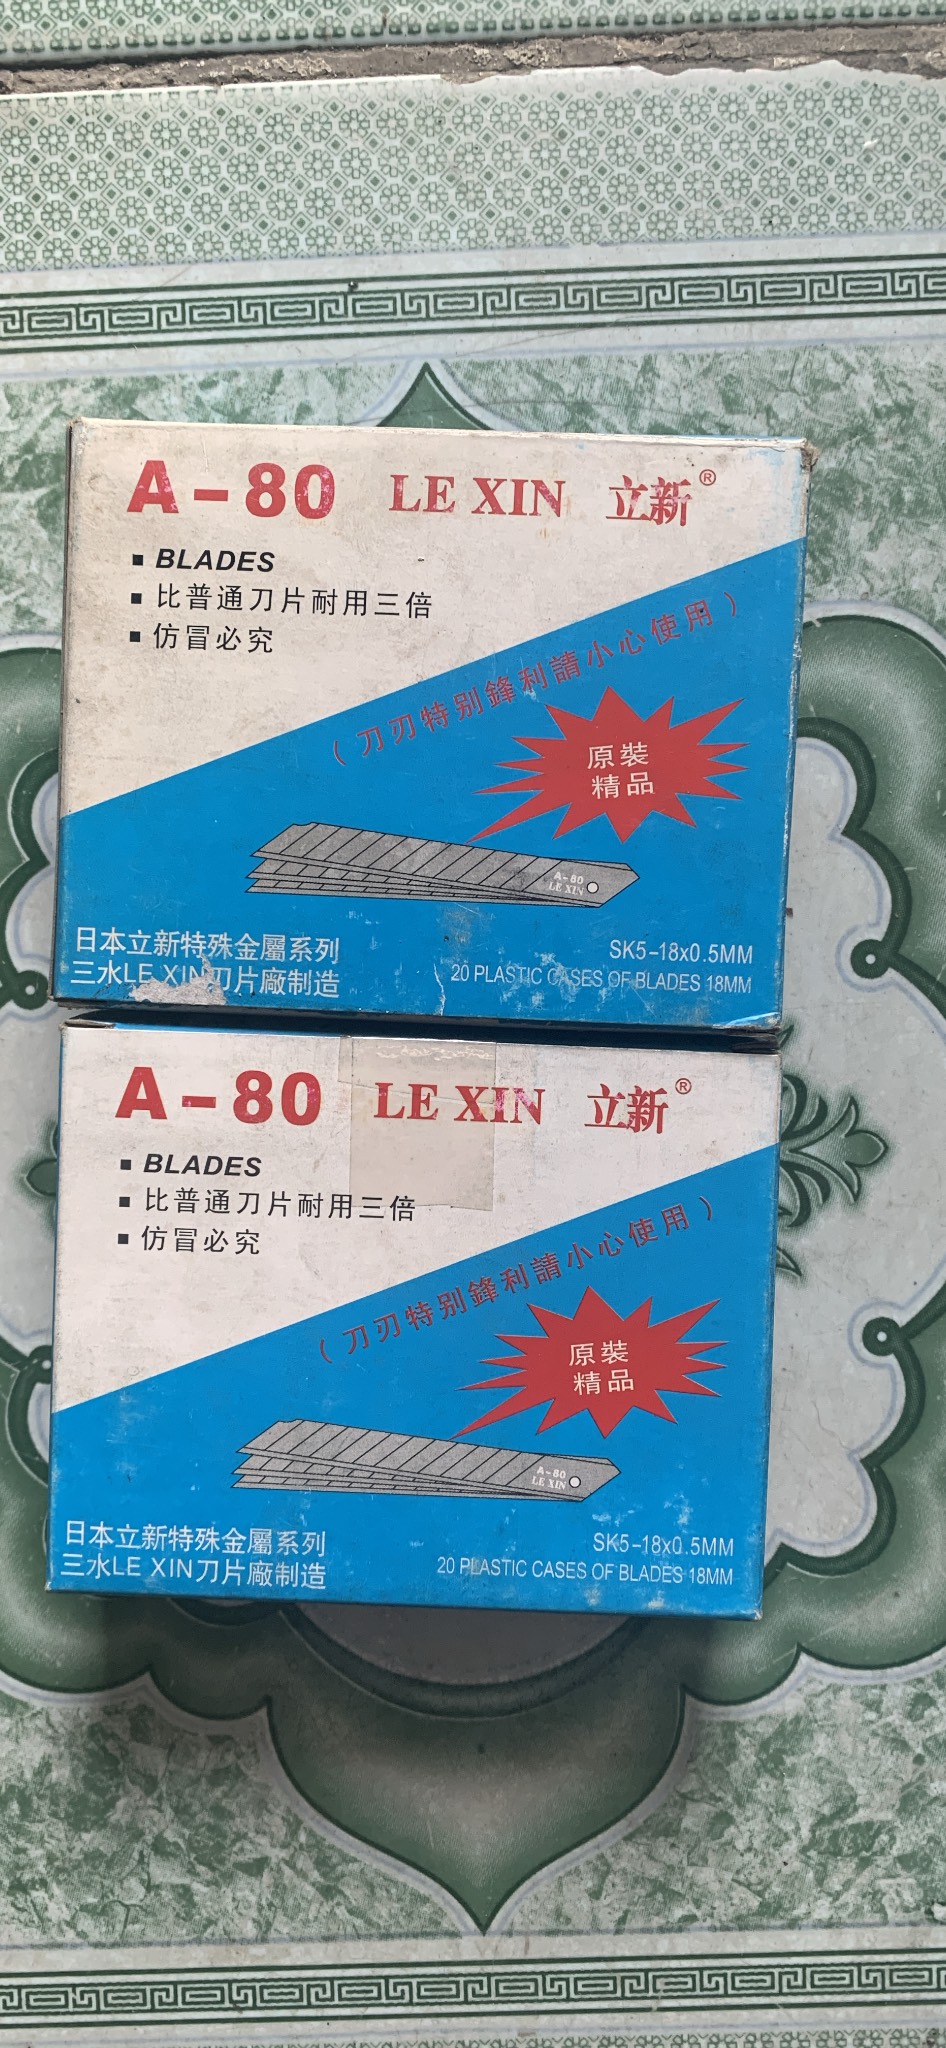 A-80 LE XIN 立新®
▪ BLADES
▪ 比普通刀片耐用三倍
▪ 仿冒必究
(刀刃特别鋒利請小心使用)
原裝
精品
A-80
LE XIN
日本立新特殊金屬系列
三水LE XIN刀片廠制造
SK5-18x0.5MM
20 PLASTIC CASES OF BLADES 18MM
A-80 LE XIN 立新®
▪ BLADES
▪ 比普通刀片耐用三倍
▪ 仿冒必究
(刀刃特别鋒利請小心使用)
原裝
精品
A-80
LE XIN
日本立新特殊金屬系列
三水LE XIN刀片廠制造
SK5-18x0.5MM
20 PLASTIC CASES OF BLADES 18MM